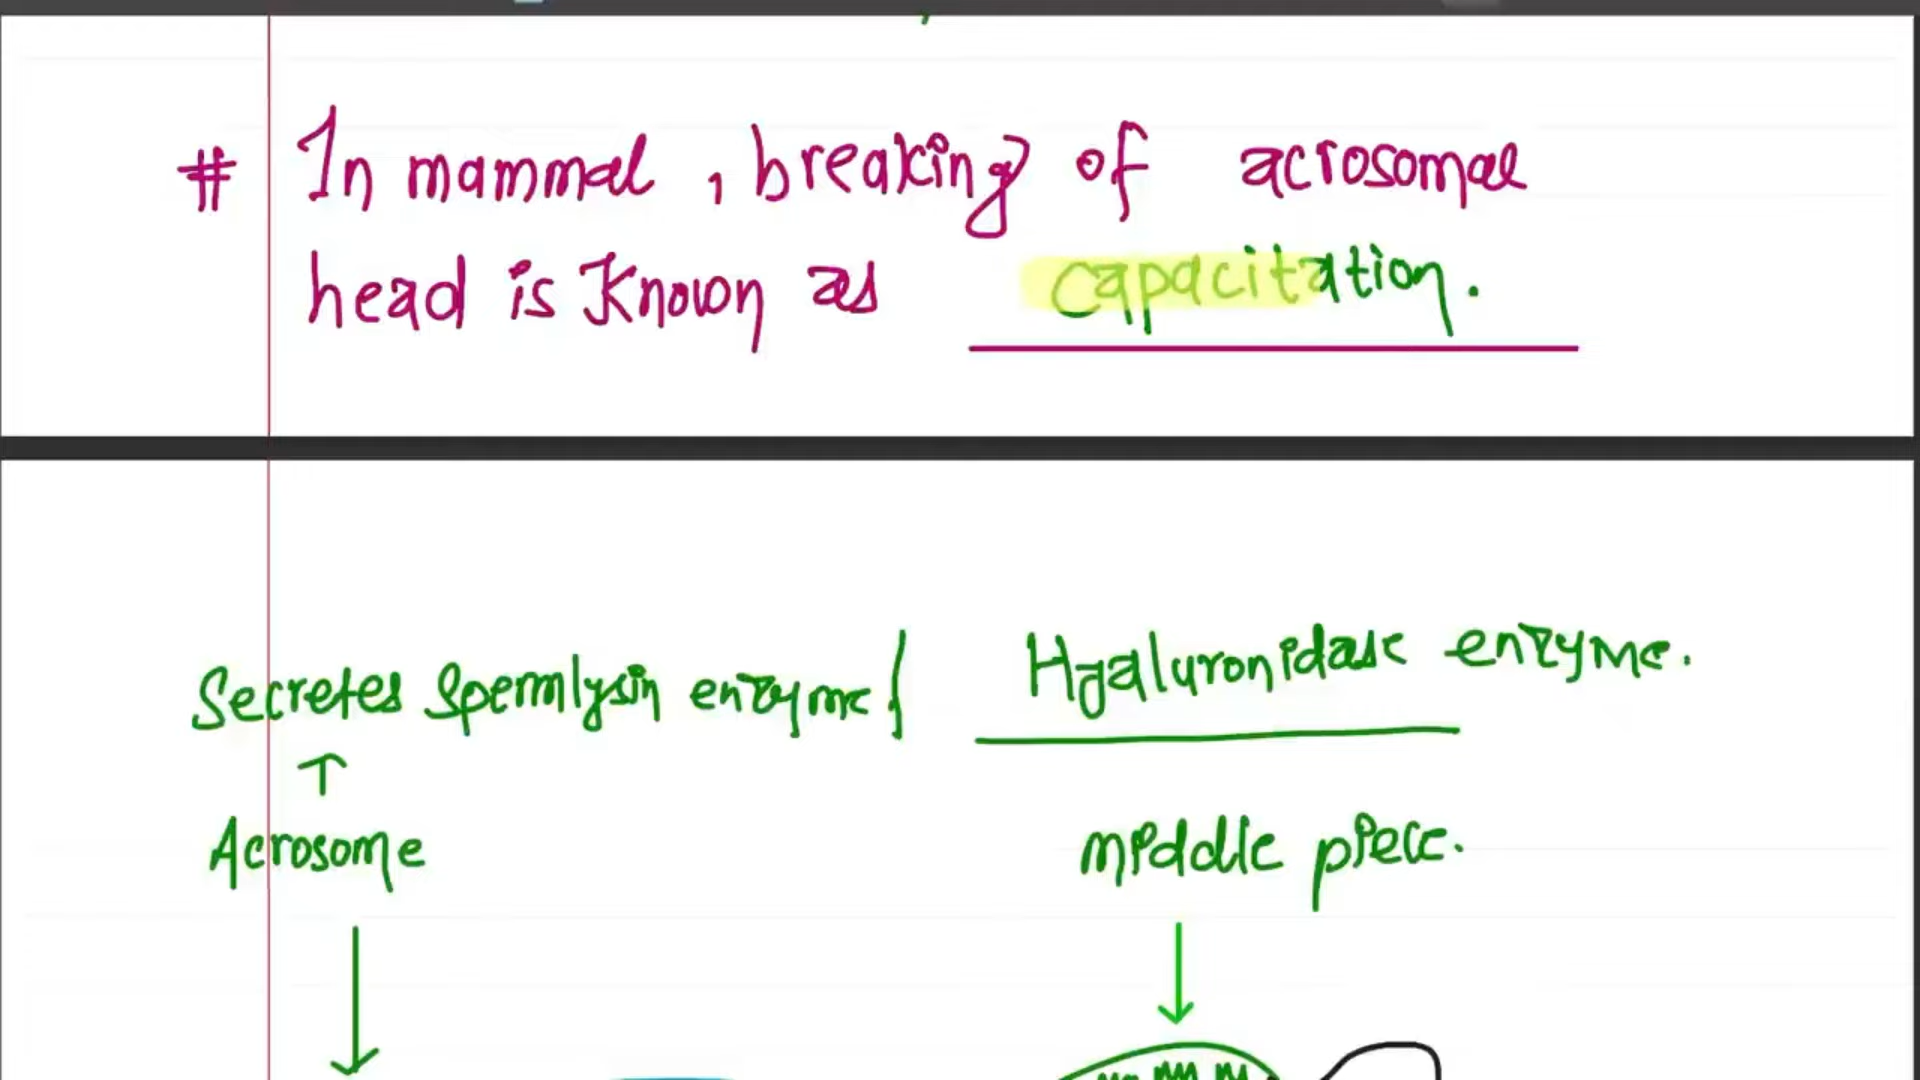 # In mammal, breaking of acrosomal
head is known as capacitation.
Secretes Spermlysin enzyme / Hyaluronidase enzyme.
↑
Acrosome
middle piece.